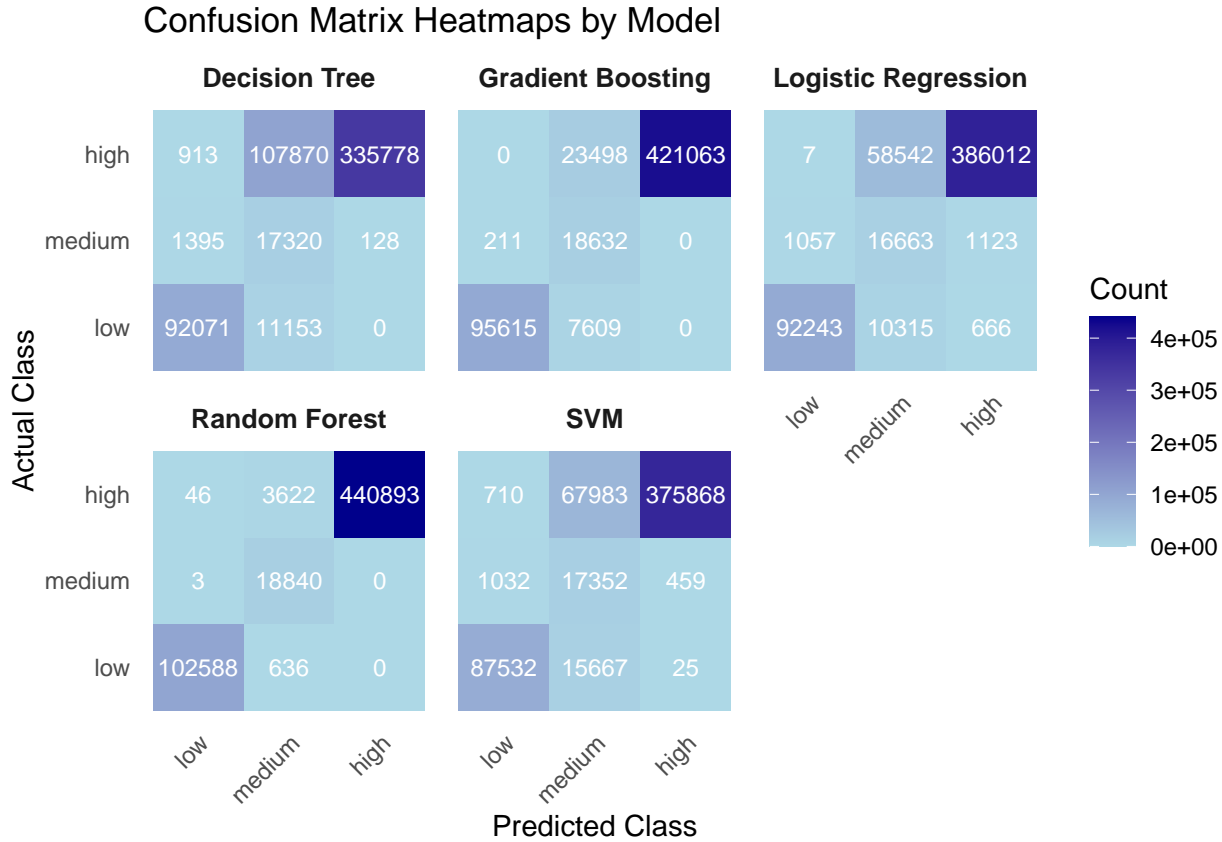 Confusion Matrix Heatmaps by Model
Decision Tree Gradient Boosting Logistic Regression
high 913 107870 335778 0 23498 421063 7 58542 386012
medium 1395 17320 128 211 18632 0 1057 16663 1123
low 92071 11153 0 95615 7609 0 92243 10315 666
low medium high
Random Forest SVM
high 46 3622 440893 710 67983 375868
medium 3 18840 0 1032 17352 459
low 102588 636 0 87532 15667 25
low medium high low medium high
Predicted Class
Actual Class
Count
4e+05
3e+05
2e+05
1e+05
0e+00